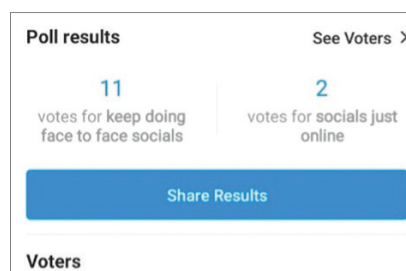 Poll results
See Voters >
11
votes for keep doing
face to face socials
2
votes for socials just
online
Share Results
Voters